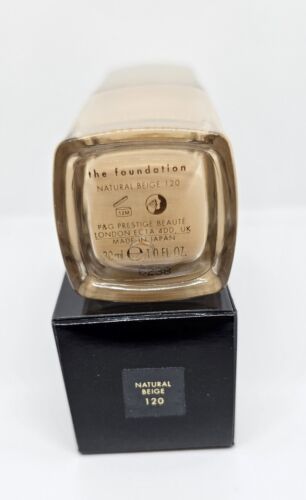 the foundation
NATURAL BEIGE 120
12M
P&G PRESTIGE BEAUTÉ
LONDON EC1A 4DD, UK
MADE IN JAPAN
30ml ℮ 1.0 FL.OZ.
NATURAL
BEIGE
120